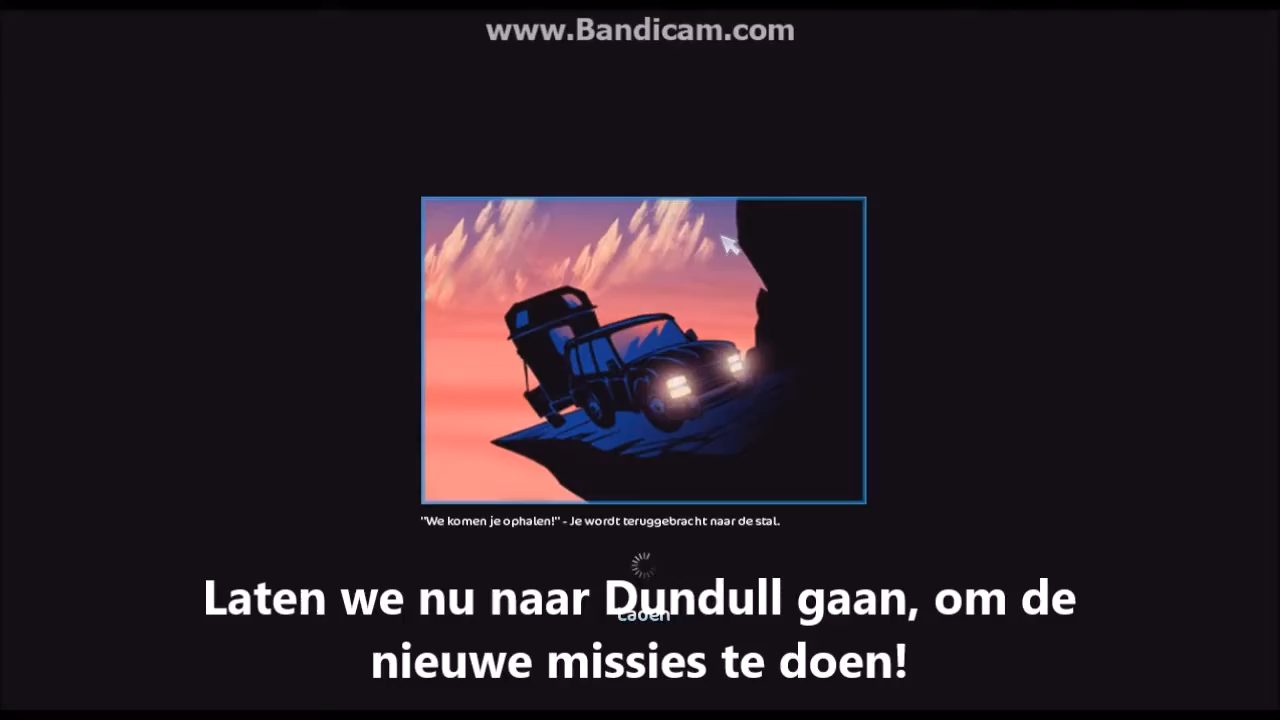 www.Bandicam.com
"We komen je ophalen!" - Je wordt teruggebracht naar de stal.
Laten we nu naar Dundull gaan, om de
Laden
nieuwe missies te doen!